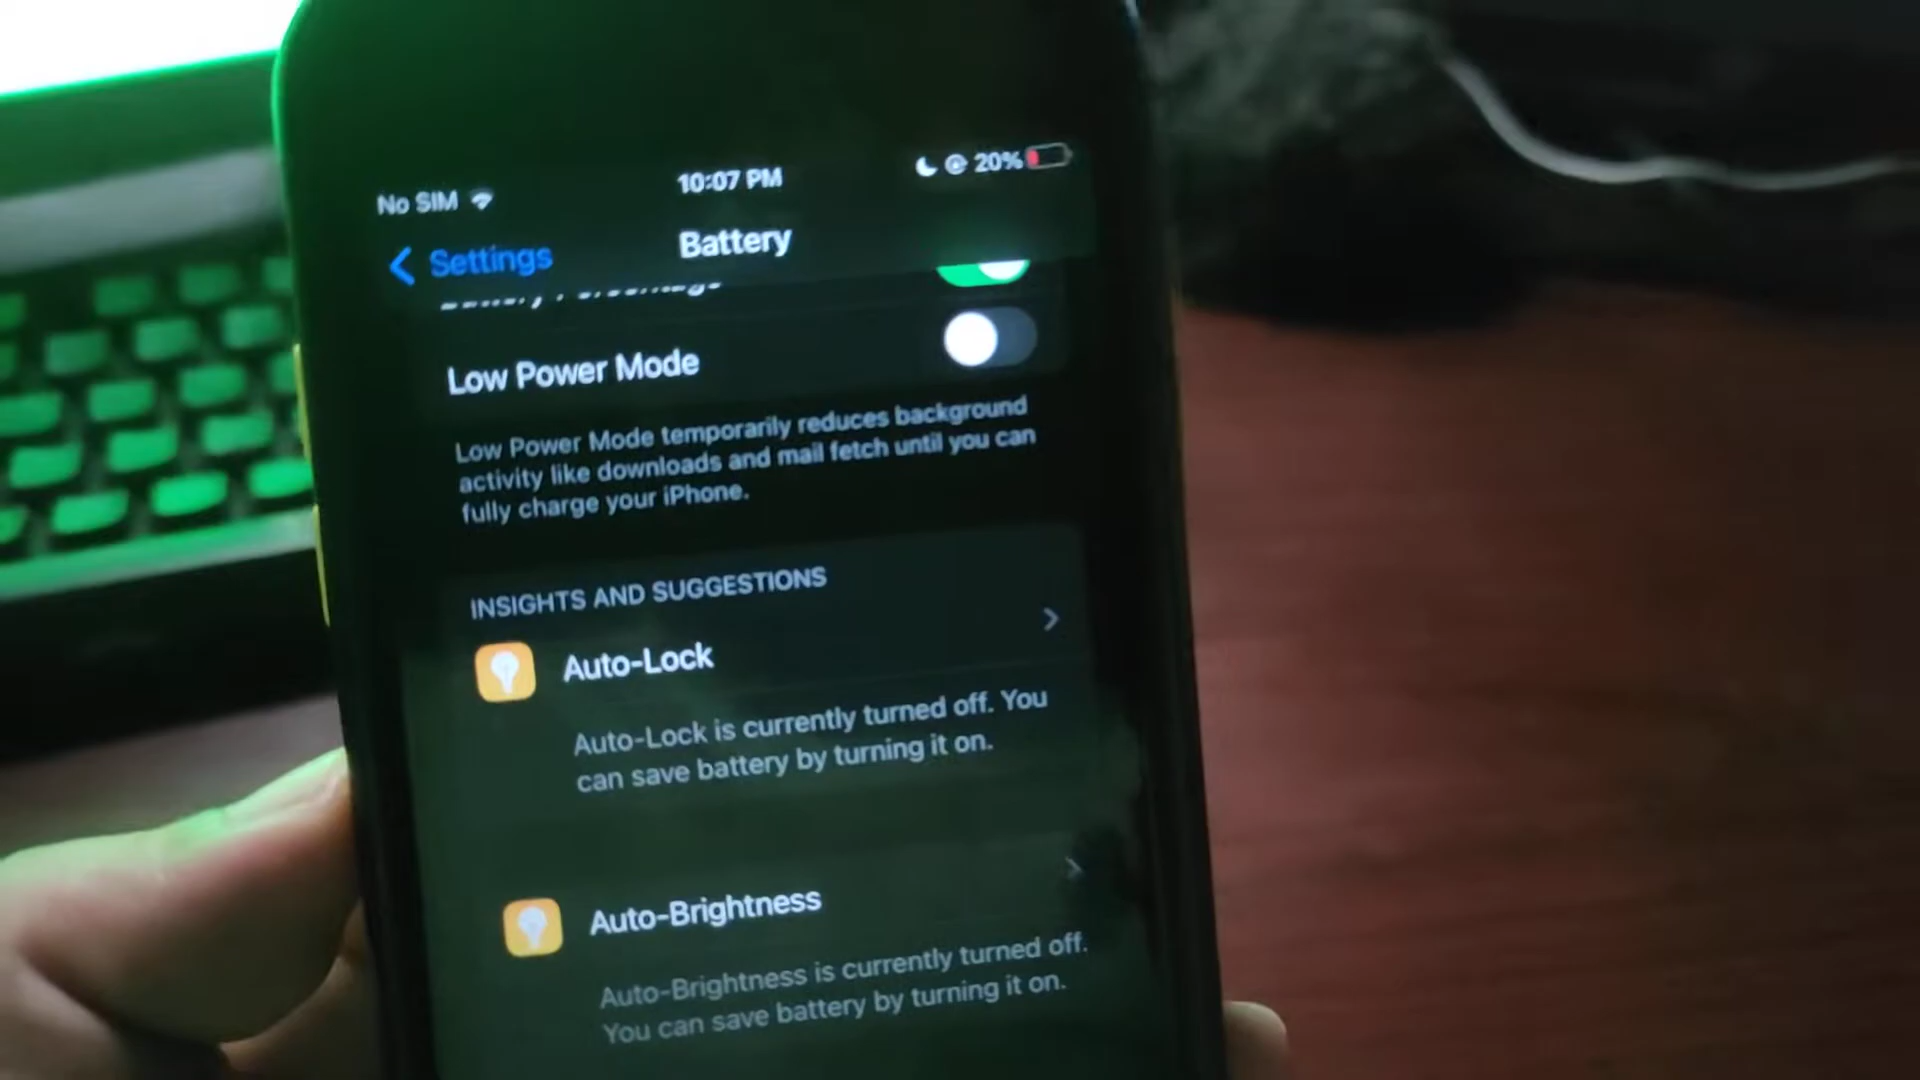 No SIM 10:07 PM 20%
Settings Battery
Battery Percentage
Low Power Mode
Low Power Mode temporarily reduces background
activity like downloads and mail fetch until you can
fully charge your iPhone.
INSIGHTS AND SUGGESTIONS
Auto-Lock
Auto-Lock is currently turned off. You
can save battery by turning it on.
Auto-Brightness
Auto-Brightness is currently turned off.
You can save battery by turning it on.